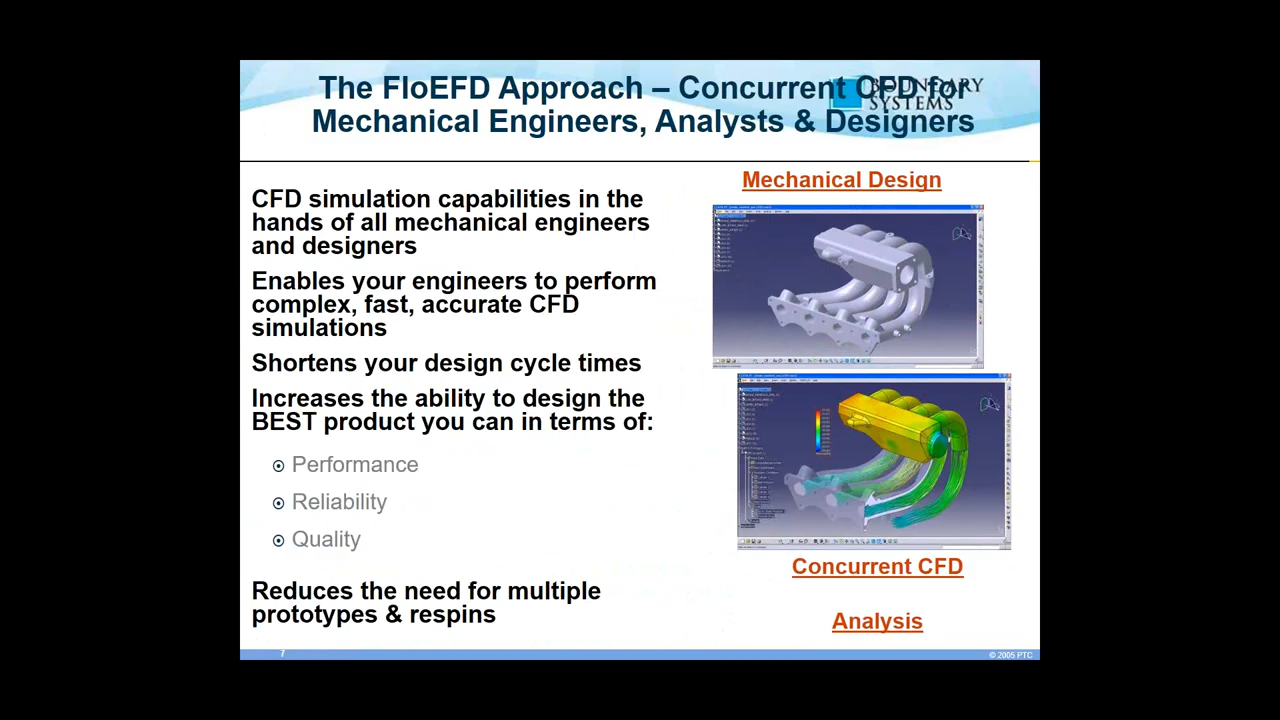 The FloEFD Approach – Concurrent CFD for
Mechanical Engineers, Analysts & Designers
BOUNDARY
SYSTEMS
CFD simulation capabilities in the
hands of all mechanical engineers
and designers
Enables your engineers to perform
complex, fast, accurate CFD
simulations
Shortens your design cycle times
Increases the ability to design the
BEST product you can in terms of:
Performance
Reliability
Quality
Reduces the need for multiple
prototypes & respins
Mechanical Design
Concurrent CFD
Analysis
7
© 2005 PTC